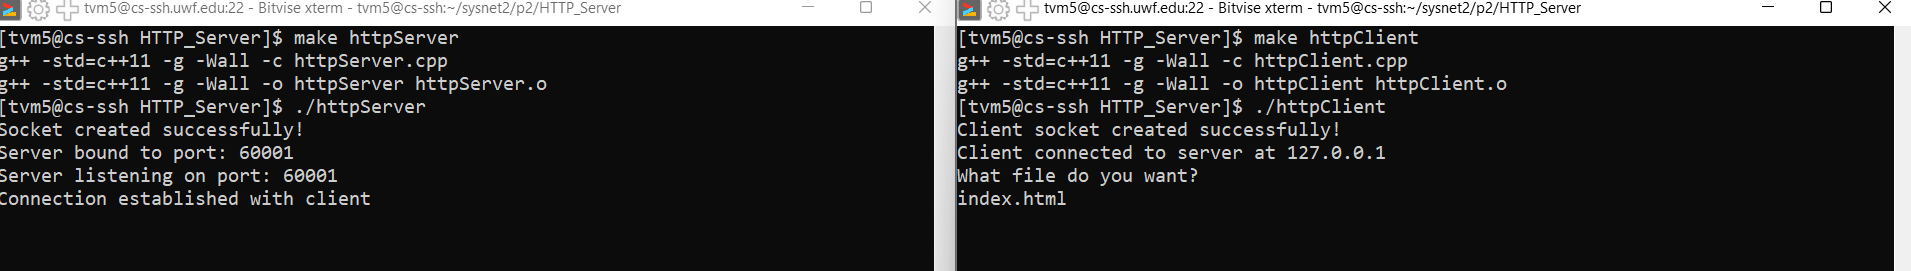 tvm5@cs-ssh.uwf.edu:22 - Bitvise xterm - tvm5@cs-ssh:~/sysnet2/p2/HTTP_Server
[tvm5@cs-ssh HTTP_Server]$ make httpServer
g++ -std=c++11 -g -Wall -c httpServer.cpp
g++ -std=c++11 -g -Wall -o httpServer httpServer.o
[tvm5@cs-ssh HTTP_Server]$ ./httpServer
Socket created successfully!
Server bound to port: 60001
Server listening on port: 60001
Connection established with client
tvm5@cs-ssh.uwf.edu:22 - Bitvise xterm - tvm5@cs-ssh:~/sysnet2/p2/HTTP_Server
[tvm5@cs-ssh HTTP_Server]$ make httpClient
g++ -std=c++11 -g -Wall -c httpClient.cpp
g++ -std=c++11 -g -Wall -o httpClient httpClient.o
[tvm5@cs-ssh HTTP_Server]$ ./httpClient
Client socket created successfully!
Client connected to server at 127.0.0.1
What file do you want?
index.html